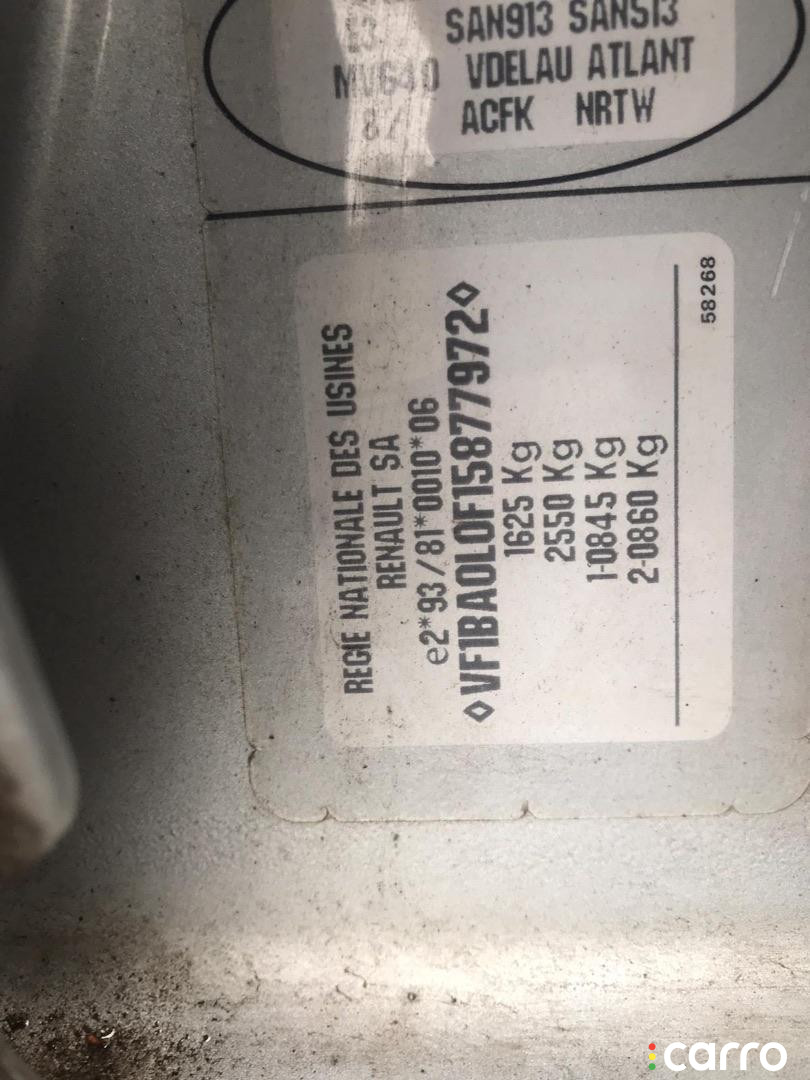 SAN913 SAN513
MV640 VDELAU ATLANT
ACFK NRTW
REGIE NATIONALE DES USINES
RENAULT SA
e2*93/81*0010*06
◊VF1BA0L0F15877972◊
1625 Kg
2550 Kg
1-0845 Kg
2-0860 Kg
58268
carro